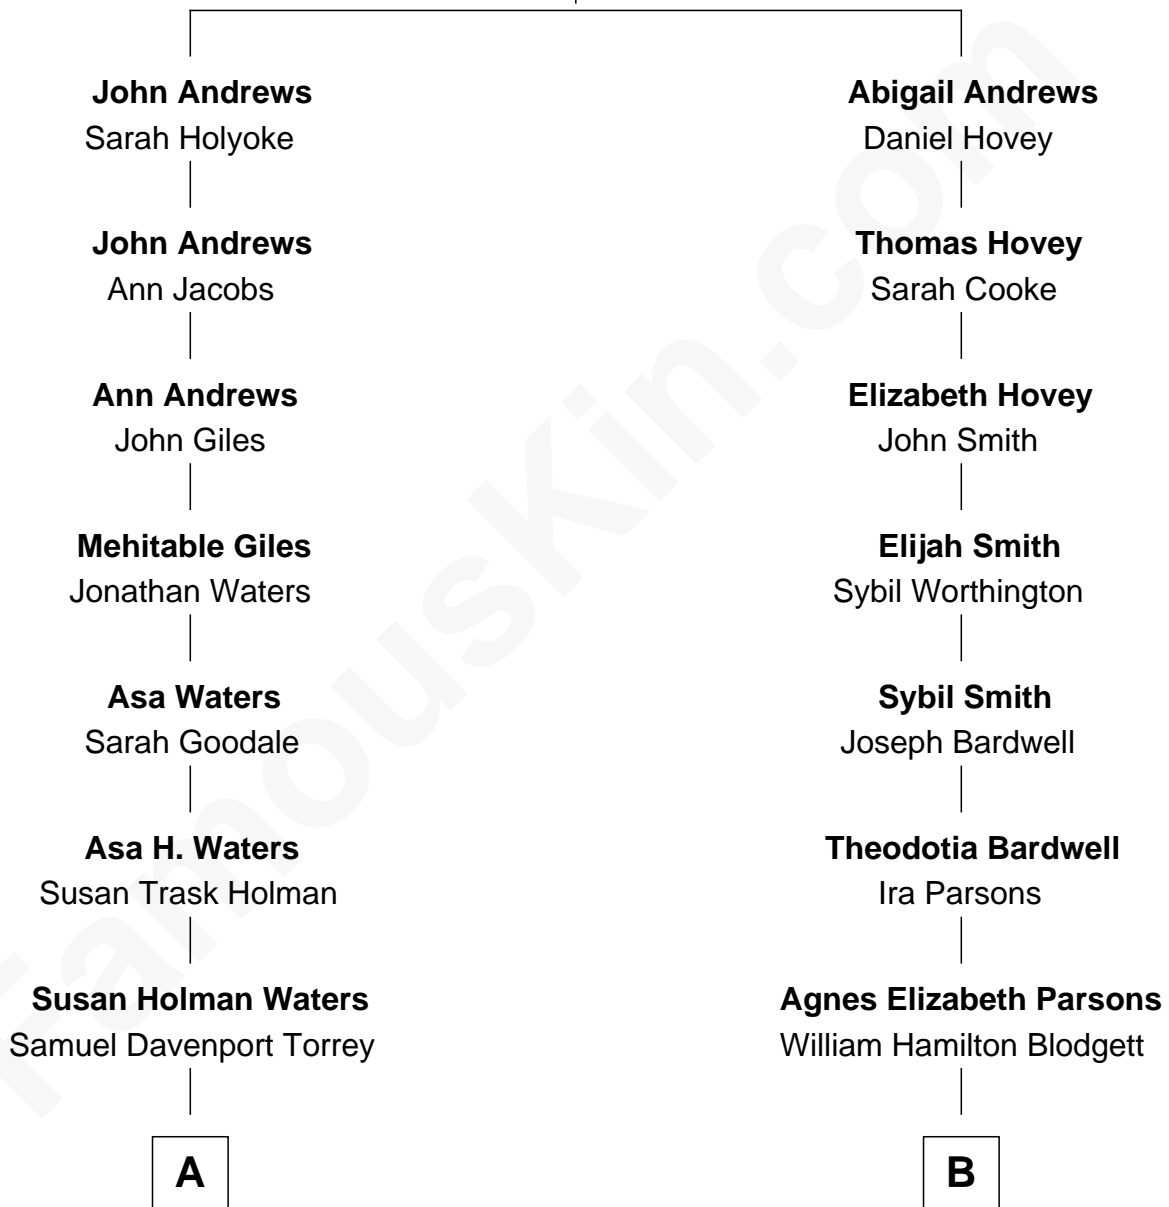 John Andrews
Sarah Holyoke
John Andrews
Ann Jacobs
Ann Andrews
John Giles
Mehitable Giles
Jonathan Waters
Asa Waters
Sarah Goodale
Asa H. Waters
Susan Trask Holman
Susan Holman Waters
Samuel Davenport Torrey
A
Abigail Andrews
Daniel Hovey
Thomas Hovey
Sarah Cooke
Elizabeth Hovey
John Smith
Elijah Smith
Sybil Worthington
Sybil Smith
Joseph Bardwell
Theodotia Bardwell
Ira Parsons
Agnes Elizabeth Parsons
William Hamilton Blodgett
B
FamousKin.com